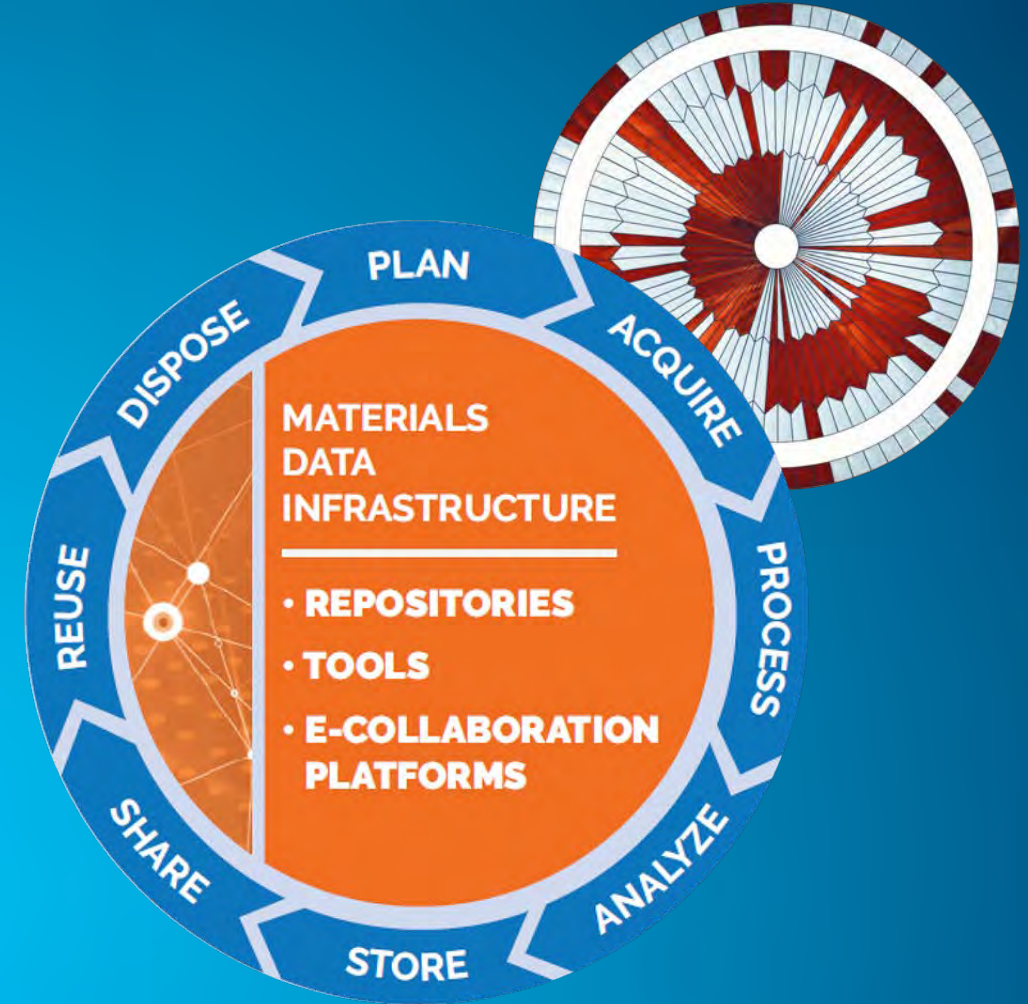 PLAN
ACQUIRE
PROCESS
ANALYZE
STORE
SHARE
REUSE
DISPOSE
MATERIALS
DATA
INFRASTRUCTURE
• REPOSITORIES
• TOOLS
• E-COLLABORATION
PLATFORMS